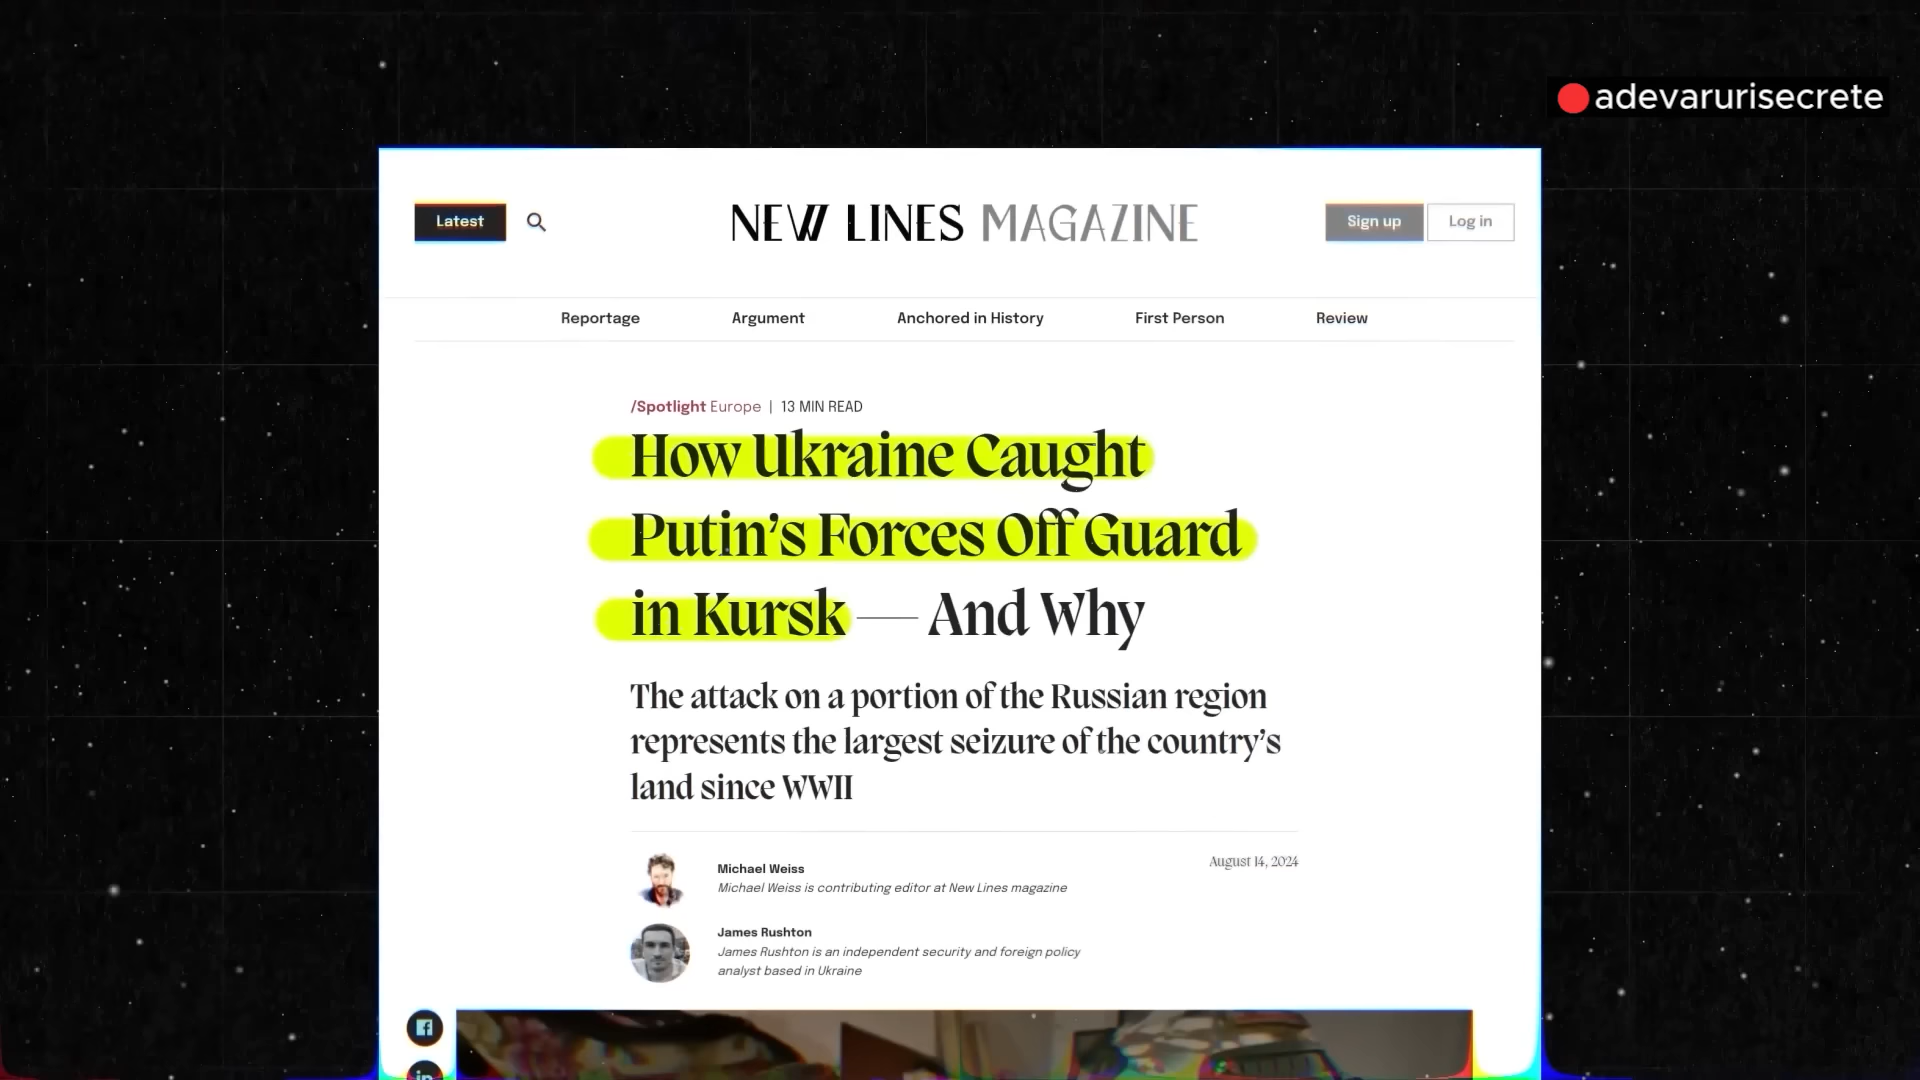 adevarurisecrete
Latest
NEW LINES MAGAZINE
Sign up
Log in
Reportage
Argument
Anchored in History
First Person
Review
/Spotlight Europe | 13 MIN READ
How Ukraine Caught
Putin's Forces Off Guard
in Kursk — And Why
The attack on a portion of the Russian region
represents the largest seizure of the country's
land since WWII
Michael Weiss
Michael Weiss is contributing editor at New Lines magazine
August 14, 2024
James Rushton
James Rushton is an independent security and foreign policy
analyst based in Ukraine